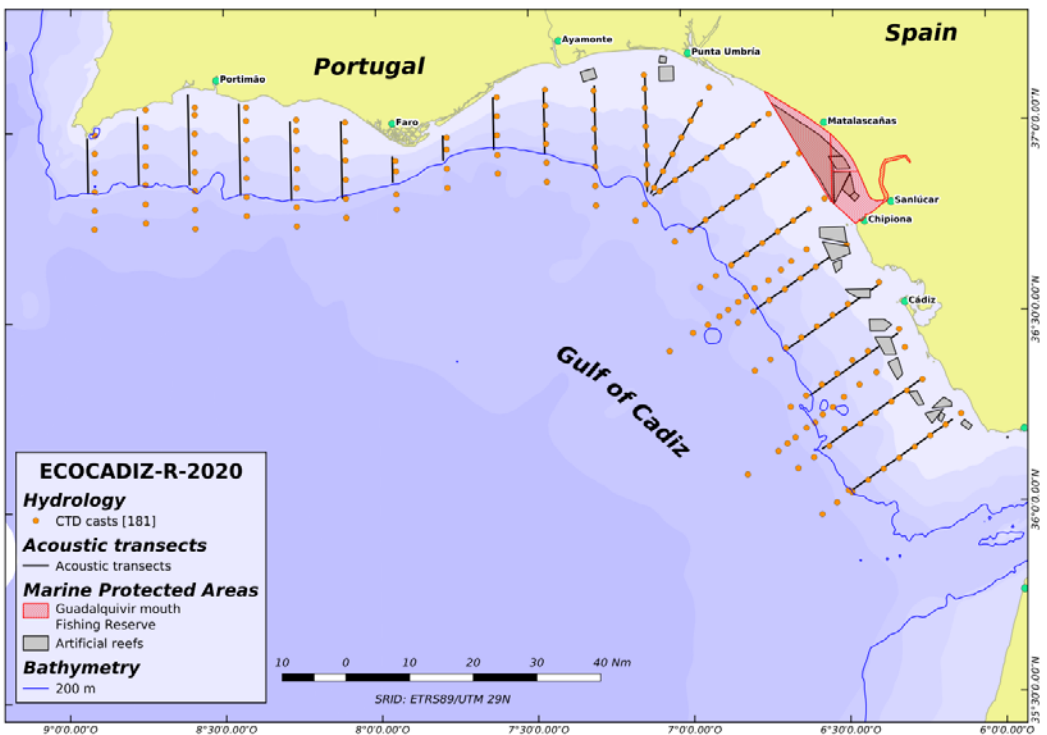 Spain
Portugal
Ayamonte
Punta Umbría
Portimão
Faro
Matalascañas
Sanlúcar
Chipiona
Cádiz
Gulf of Cadiz
37°0'0.00"N
36°30'0.00"N
36°0'0.00"N
35°30'0.00"N
ECOCADIZ-R-2020
Hydrology
CTD casts [181]
Acoustic transects
Acoustic transects
Marine Protected Areas
Guadalquivir mouth
Fishing Reserve
Artificial reefs
Bathymetry
200 m
10 0 10 20 30 40 Nm
SRID: ETRS89/UTM 29N
9°0'0.00"O 8°30'0.00"O 8°0'0.00"O 7°30'0.00"O 7°0'0.00"O 6°30'0.00"O 6°0'0.00"O